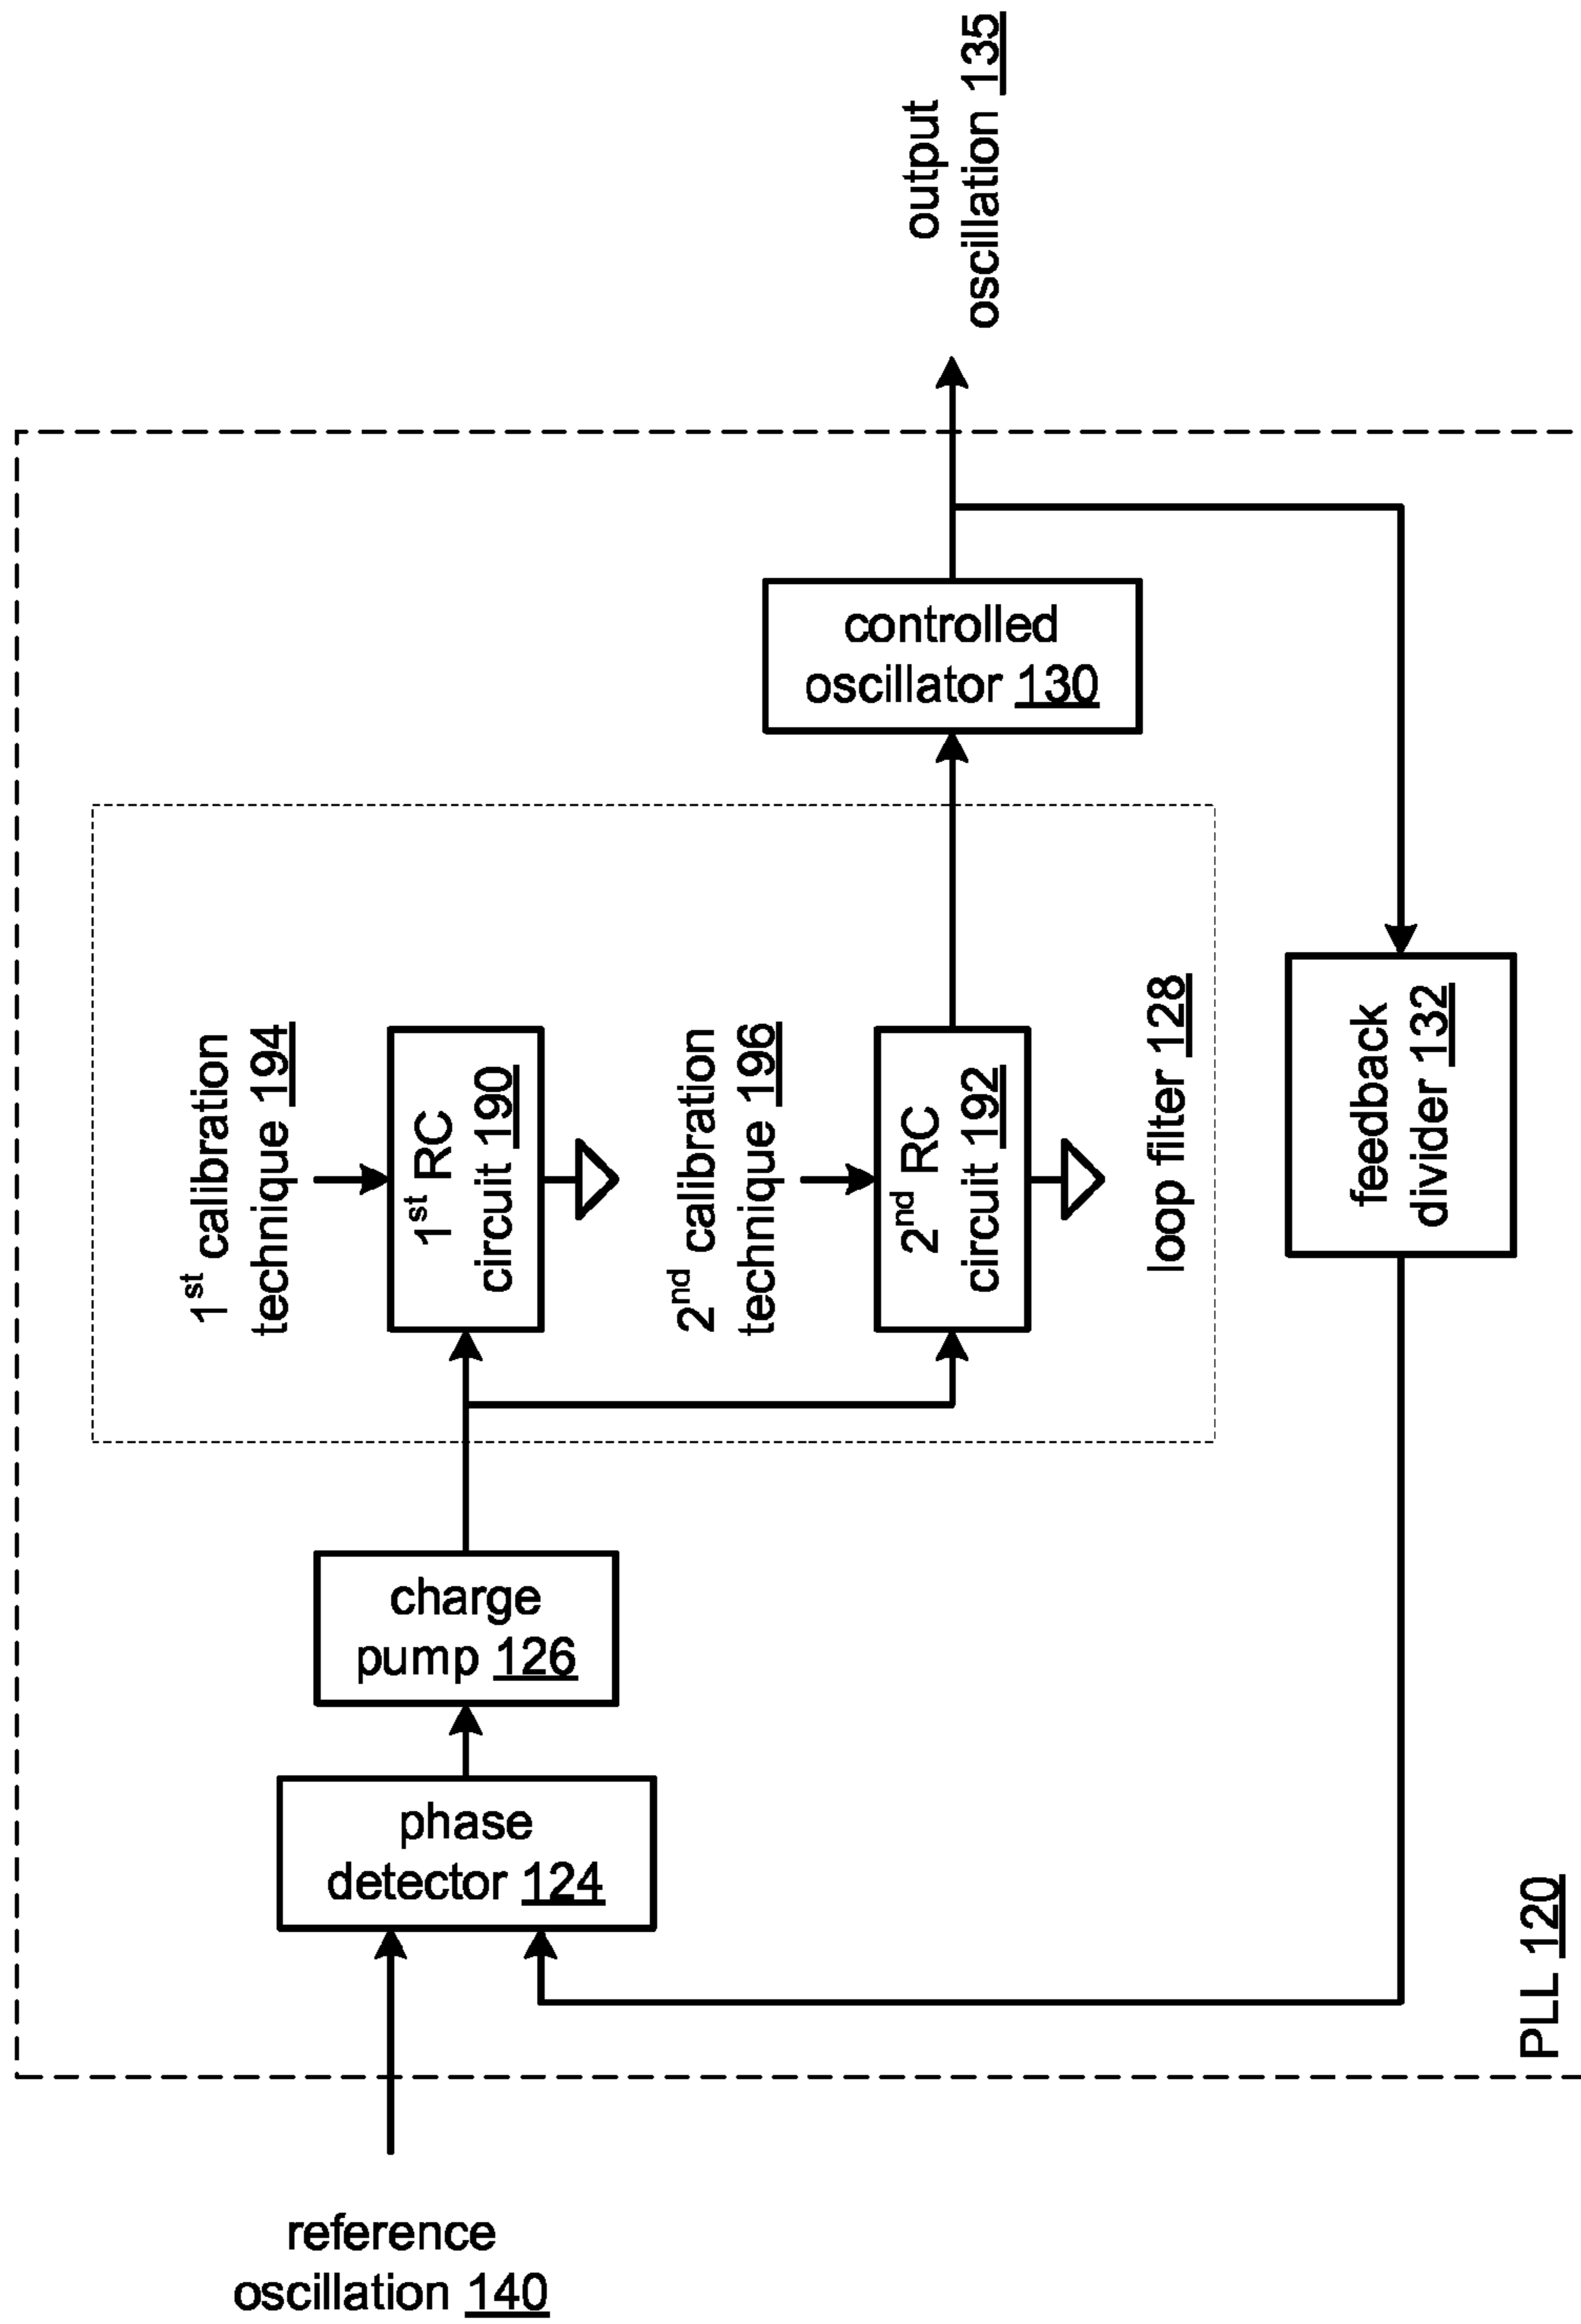 reference
oscillation 140
phase
detector 124
charge
pump 126
1st calibration
technique 194
1st RC
circuit 190
2nd calibration
technique 196
2nd RC
circuit 192
loop filter 128
controlled
oscillator 130
output
oscillation 135
feedback
divider 132
PLL 120